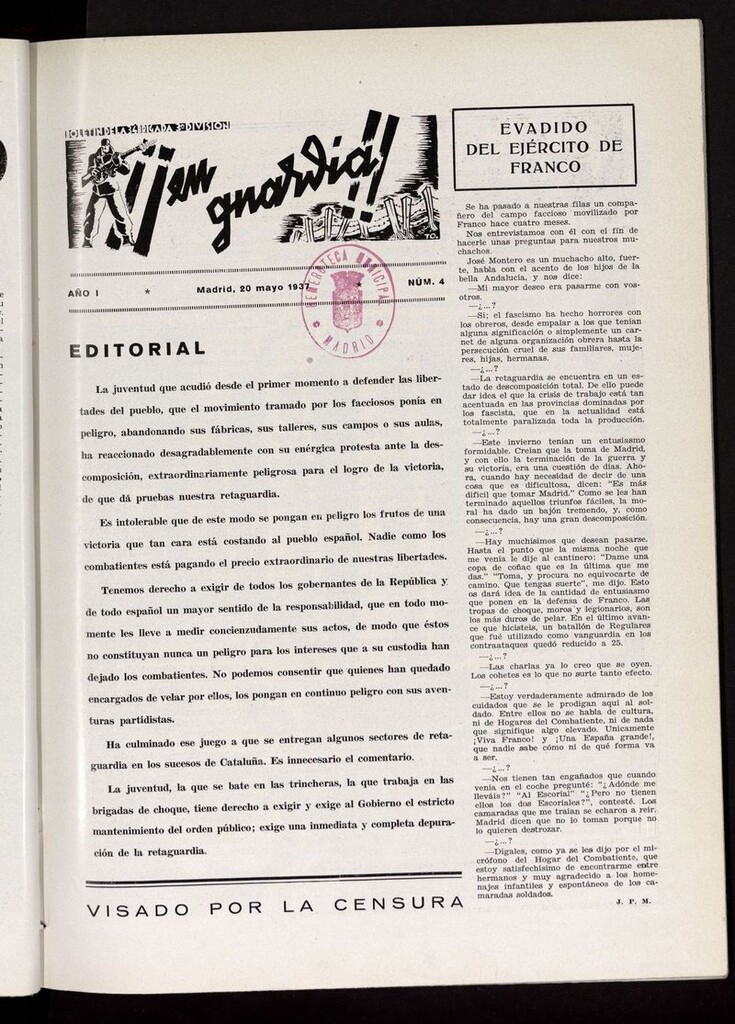 BOLETIN DE LA 34 BRIGADA 3ª DIVISION
¡¡en guardia!!
TO.
AÑO I * Madrid, 20 mayo 1937 * NÚM. 4
HEMEROTECA MUNICIPAL
MADRID
EDITORIAL
La juventud que acudió desde el primer momento a defender las liber-
tades del pueblo, que el movimiento tramado por los facciosos ponía en
peligro, abandonando sus fábricas, sus talleres, sus campos o sus aulas,
ha reaccionado desagradablemente con su enérgica protesta ante la des-
composición, extraordinariamente peligrosa para el logro de la victoria,
de que dá pruebas nuestra retaguardia.
Es intolerable que de este modo se pongan en peligro los frutos de una
victoria que tan cara está costando al pueblo español. Nadie como los
combatientes está pagando el precio extraordinario de nuestras libertades.
Tenemos derecho a exigir de todos los gobernantes de la República y
de todo español un mayor sentido de la responsabilidad, que en todo mo-
mente les lleve a medir concienzudamente sus actos, de modo que éstos
no constituyan nunca un peligro para los intereses que a su custodia han
dejado los combatientes. No podemos consentir que quienes han quedado
encargados de velar por ellos, los pongan en continuo peligro con sus aven-
turas partidistas.
Ha culminado ese juego a que se entregan algunos sectores de reta-
guardia en los sucesos de Cataluña. Es innecesario el comentario.
La juventud, la que se bate en las trincheras, la que trabaja en las
brigadas de choque, tiene derecho a exigir y exige al Gobierno el estricto
mantenimiento del orden público; exige una inmediata y completa depura-
ción de la retaguardia.
VISADO POR LA CENSURA
EVADIDO
DEL EJÉRCITO DE
FRANCO
Se ha pasado a nuestras filas un compa-
ñero del campo faccioso movilizado por
Franco hace cuatro meses.
Nos entrevistamos con él con el fin de
hacerle unas preguntas para nuestros mu-
chachos.
José Montero es un muchacho alto, fuer-
te, habla con el acento de los hijos de la
bella Andalucía, y nos dice:
—Mi mayor deseo era pasarme con vos-
otros.
—¿...?
—Si; el fascismo ha hecho horrores con
los obreros, desde empalar a los que tenían
alguna significación o simplemente un car-
net de alguna organización obrera hasta la
persecución cruel de sus familiares, muje-
res, hijas, hermanas.
—¿...?
—La retaguardia se encuentra en un es-
tado de descomposición total. De ello puede
dar idea el que la crisis de trabajo está tan
acentuada en las provincias dominadas por
los fascista, que en la actualidad está
totalmente paralizada toda la producción.
—¿...?
—Este invierno tenían un entusiasmo
formidable. Creían que la toma de Madrid,
y con ello la terminación de la guerra y
su victoria, era una cuestión de días. Aho-
ra, cuando hay necesidad de decir de una
cosa que es dificultosa, dicen: "Es más
difícil que tomar Madrid." Como se les han
terminado aquellos triunfos fáciles, la mo-
ral ha dado un bajón tremendo, y, como
consecuencia, hay una gran descomposición.
—¿...?
—Hay muchísimos que desean pasarse.
Hasta el punto que la misma noche que
me venía le dije al cantinero: "Dame una
copa de coñac que es la última que me
das." "Toma, y procura no equivocarte de
camino. Que tengas suerte", me dijo. Esto
os dará idea de la cantidad de entusiasmo
que ponen en la defensa de Franco. Las
tropas de choque, moros y legionarios, son
los más duros de pelar. En el último avan-
ce que hicisteis, un batallón de Regulares
que fué utilizado como vanguardia en los
contraataques quedó reducido a 25.
—¿...?
—Las charlas ya lo creo que se oyen.
Los cohetes es lo que no surte tanto efecto.
—¿...?
—Estoy verdaderamente admirado de los
cuidados que se le prodigan aquí al sol-
dado. Entre ellos no se habla de cultura,
ni de Hogares del Combatiente, ni de nada
que signifique algo elevado. Unicamente
¡Viva Franco! y ¡Una España grande!,
que nadie sabe cómo ni de qué forma va
a ser.
—¿...?
—Nos tienen tan engañados que cuando
venía en el coche pregunté: "¿Adónde me
lleváis?" "Al Escorial" "¿Pero no tienen
ellos los dos Escoriales?", contesté. Los
camaradas que me traían se echaron a reír.
Madrid dicen que no lo toman porque no
lo quieren destrozar.
—¿...?
—Digales, como ya se les dijo por el mi-
crófono del Hogar del Combatiente, que
estoy satisfechísimo de encontrarme entre
hermanos y muy agradecido a los home-
najes infantiles y espontáneos de los ca-
maradas soldados.
J. P. M.